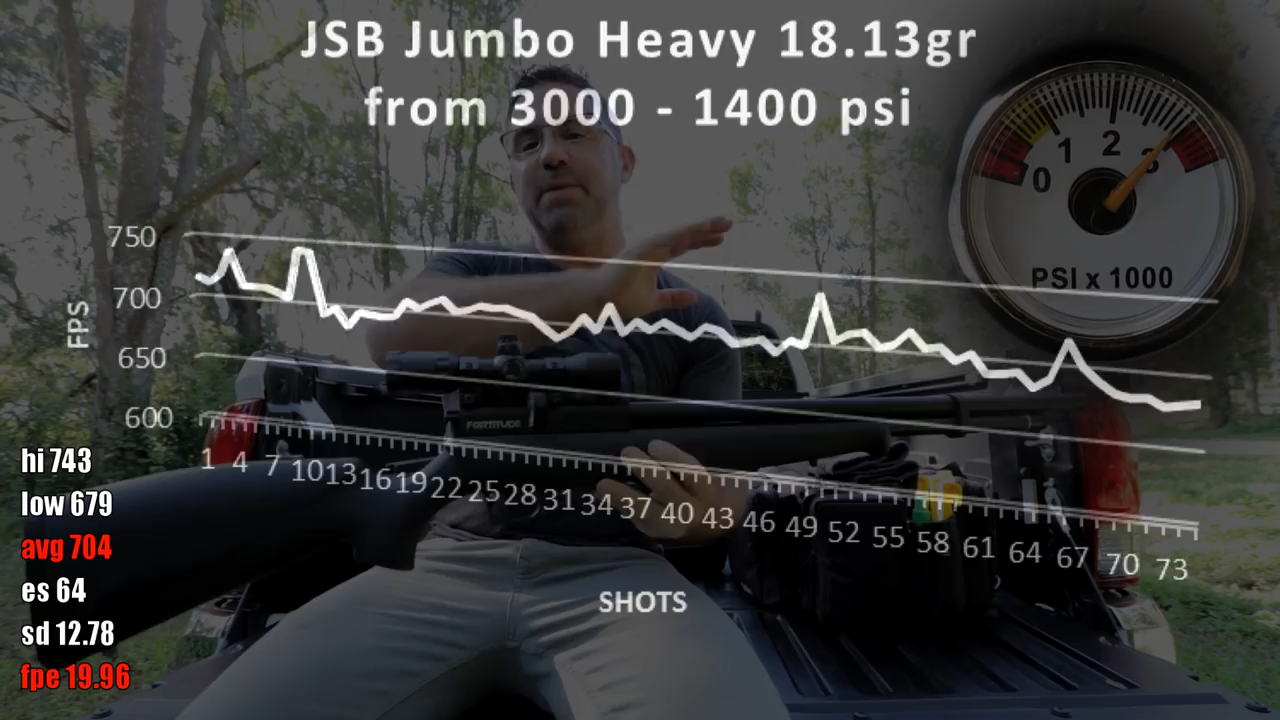 JSB Jumbo Heavy 18.13gr
from 3000 - 1400 psi
0 1 2 3
PSI x 1000
750
700
FPS
650
600
FORTITUDE
1 4 7 10 13 16 19 22 25 28 31 34 37 40 43 46 49 52 55 58 61 64 67 70 73
SHOTS
hi 743
low 679
avg 704
es 64
sd 12.78
fpe 19.96